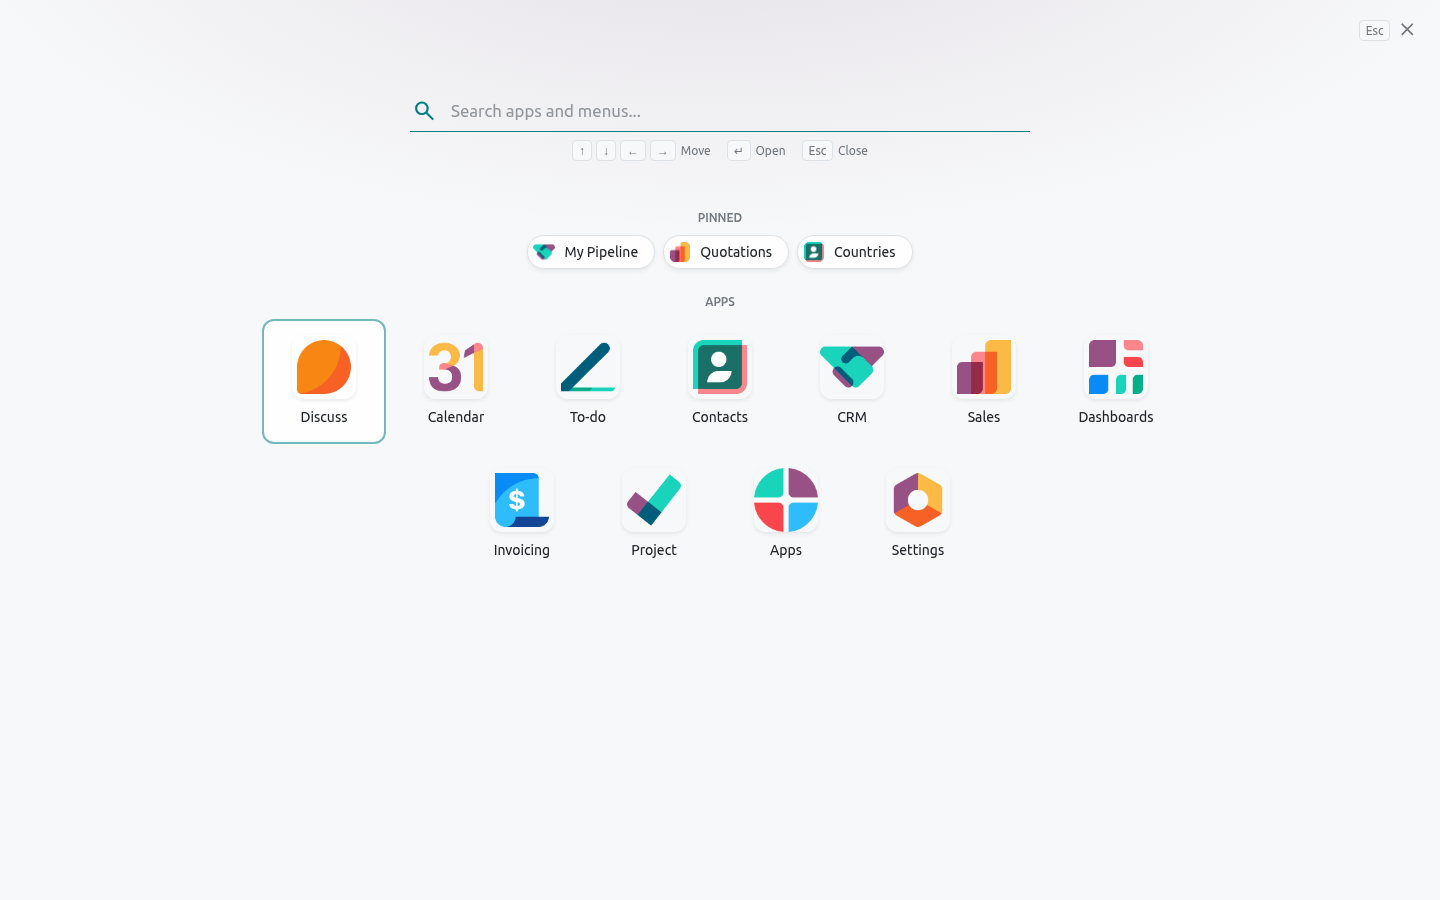 Esc
Search apps and menus...
↑ ↓ ← → Move ↵ Open Esc Close
PINNED
My Pipeline Quotations Countries
APPS
31
Discuss Calendar To-do Contacts CRM Sales Dashboards
$
Invoicing Project Apps Settings